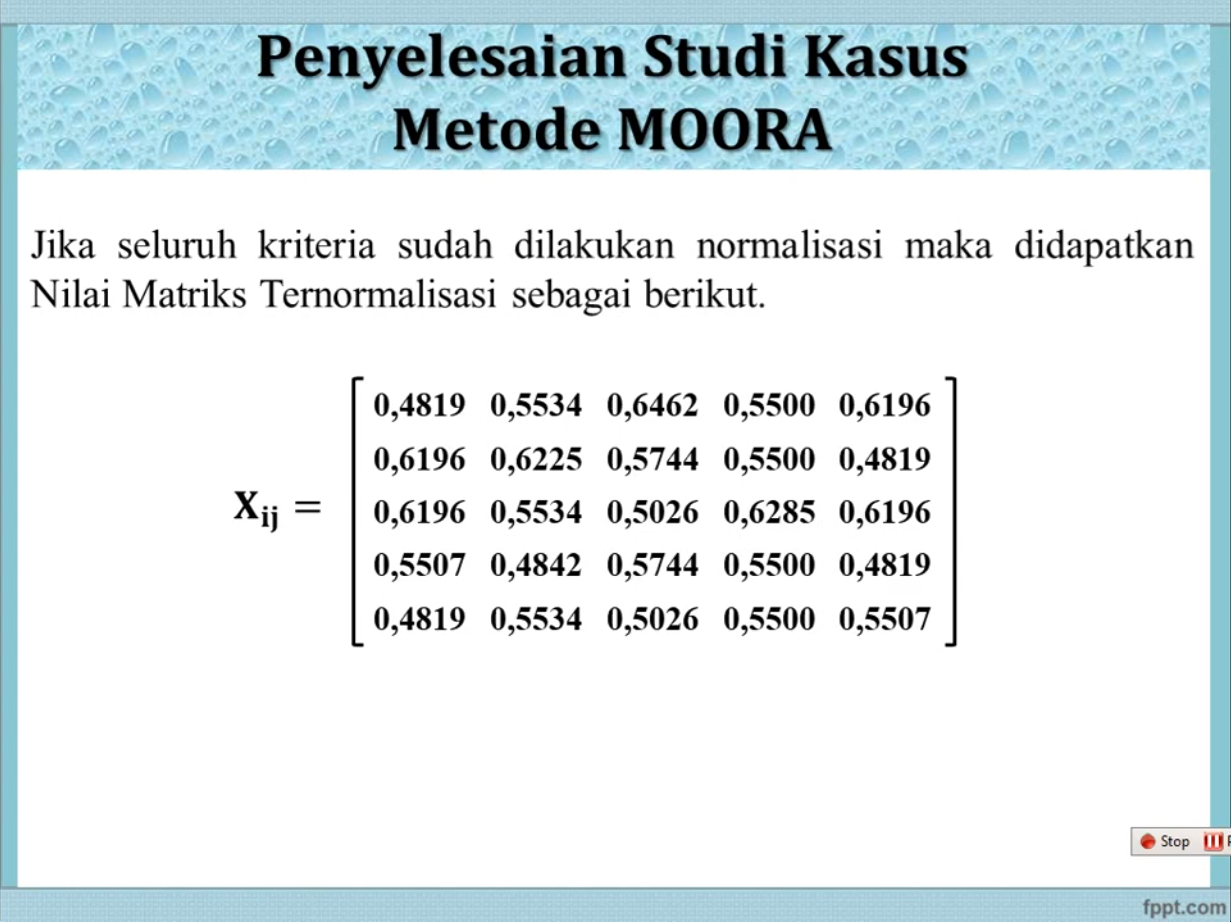 Penyelesaian Studi Kasus
Metode MOORA
Jika seluruh kriteria sudah dilakukan normalisasi maka didapatkan
Nilai Matriks Ternormalisasi sebagai berikut.
0,4819 0,5534 0,6462 0,5500 0,6196
0,6196 0,6225 0,5744 0,5500 0,4819
Xij = 0,6196 0,5534 0,5026 0,6285 0,6196
0,5507 0,4842 0,5744 0,5500 0,4819
0,4819 0,5534 0,5026 0,5500 0,5507
Stop
fppt.com